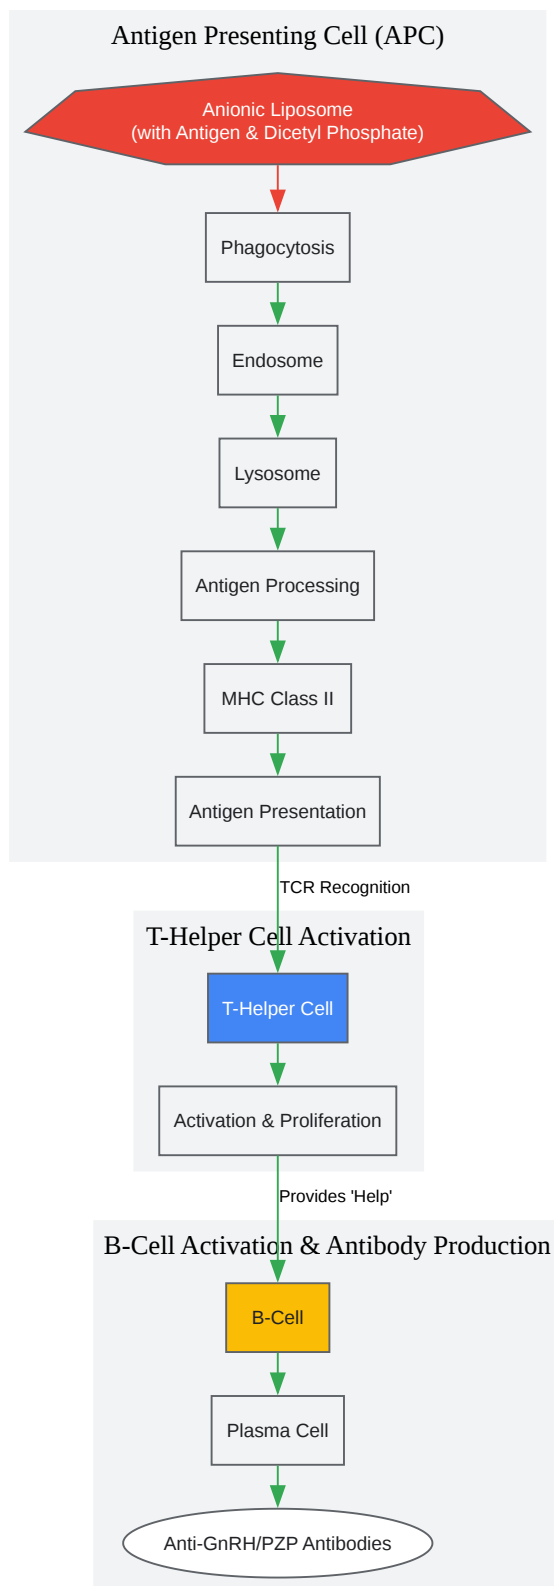 Antigen Presenting Cell (APC)
Anionic Liposome
(with Antigen & Dicetyl Phosphate)
Phagocytosis
Endosome
Lysosome
Antigen Processing
MHC Class II
Antigen Presentation
TCR Recognition
T-Helper Cell Activation
T-Helper Cell
Activation & Proliferation
Provides 'Help'
B-Cell Activation & Antibody Production
B-Cell
Plasma Cell
Anti-GnRH/PZP Antibodies